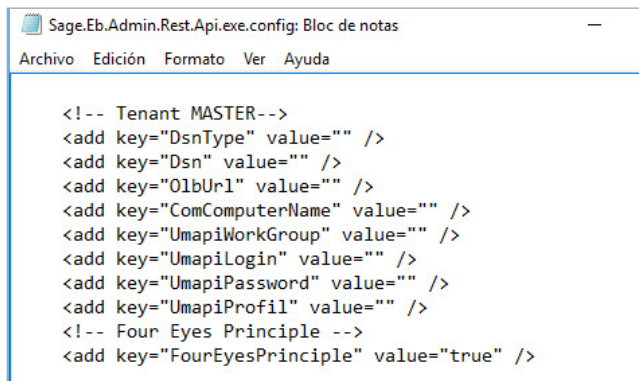 Sage.Eb.Admin.Rest.Api.exe.config: Bloc de notas
Archivo Edición Formato Ver Ayuda
<!-- Tenant MASTER-->
<add key="DsnType" value="" />
<add key="Dsn" value="" />
<add key="OlbUrl" value="" />
<add key="ComComputerName" value="" />
<add key="UmapiWorkGroup" value="" />
<add key="UmapiLogin" value="" />
<add key="UmapiPassword" value="" />
<add key="UmapiProfil" value="" />
<!-- Four Eyes Principle -->
<add key="FourEyesPrinciple" value="true" />